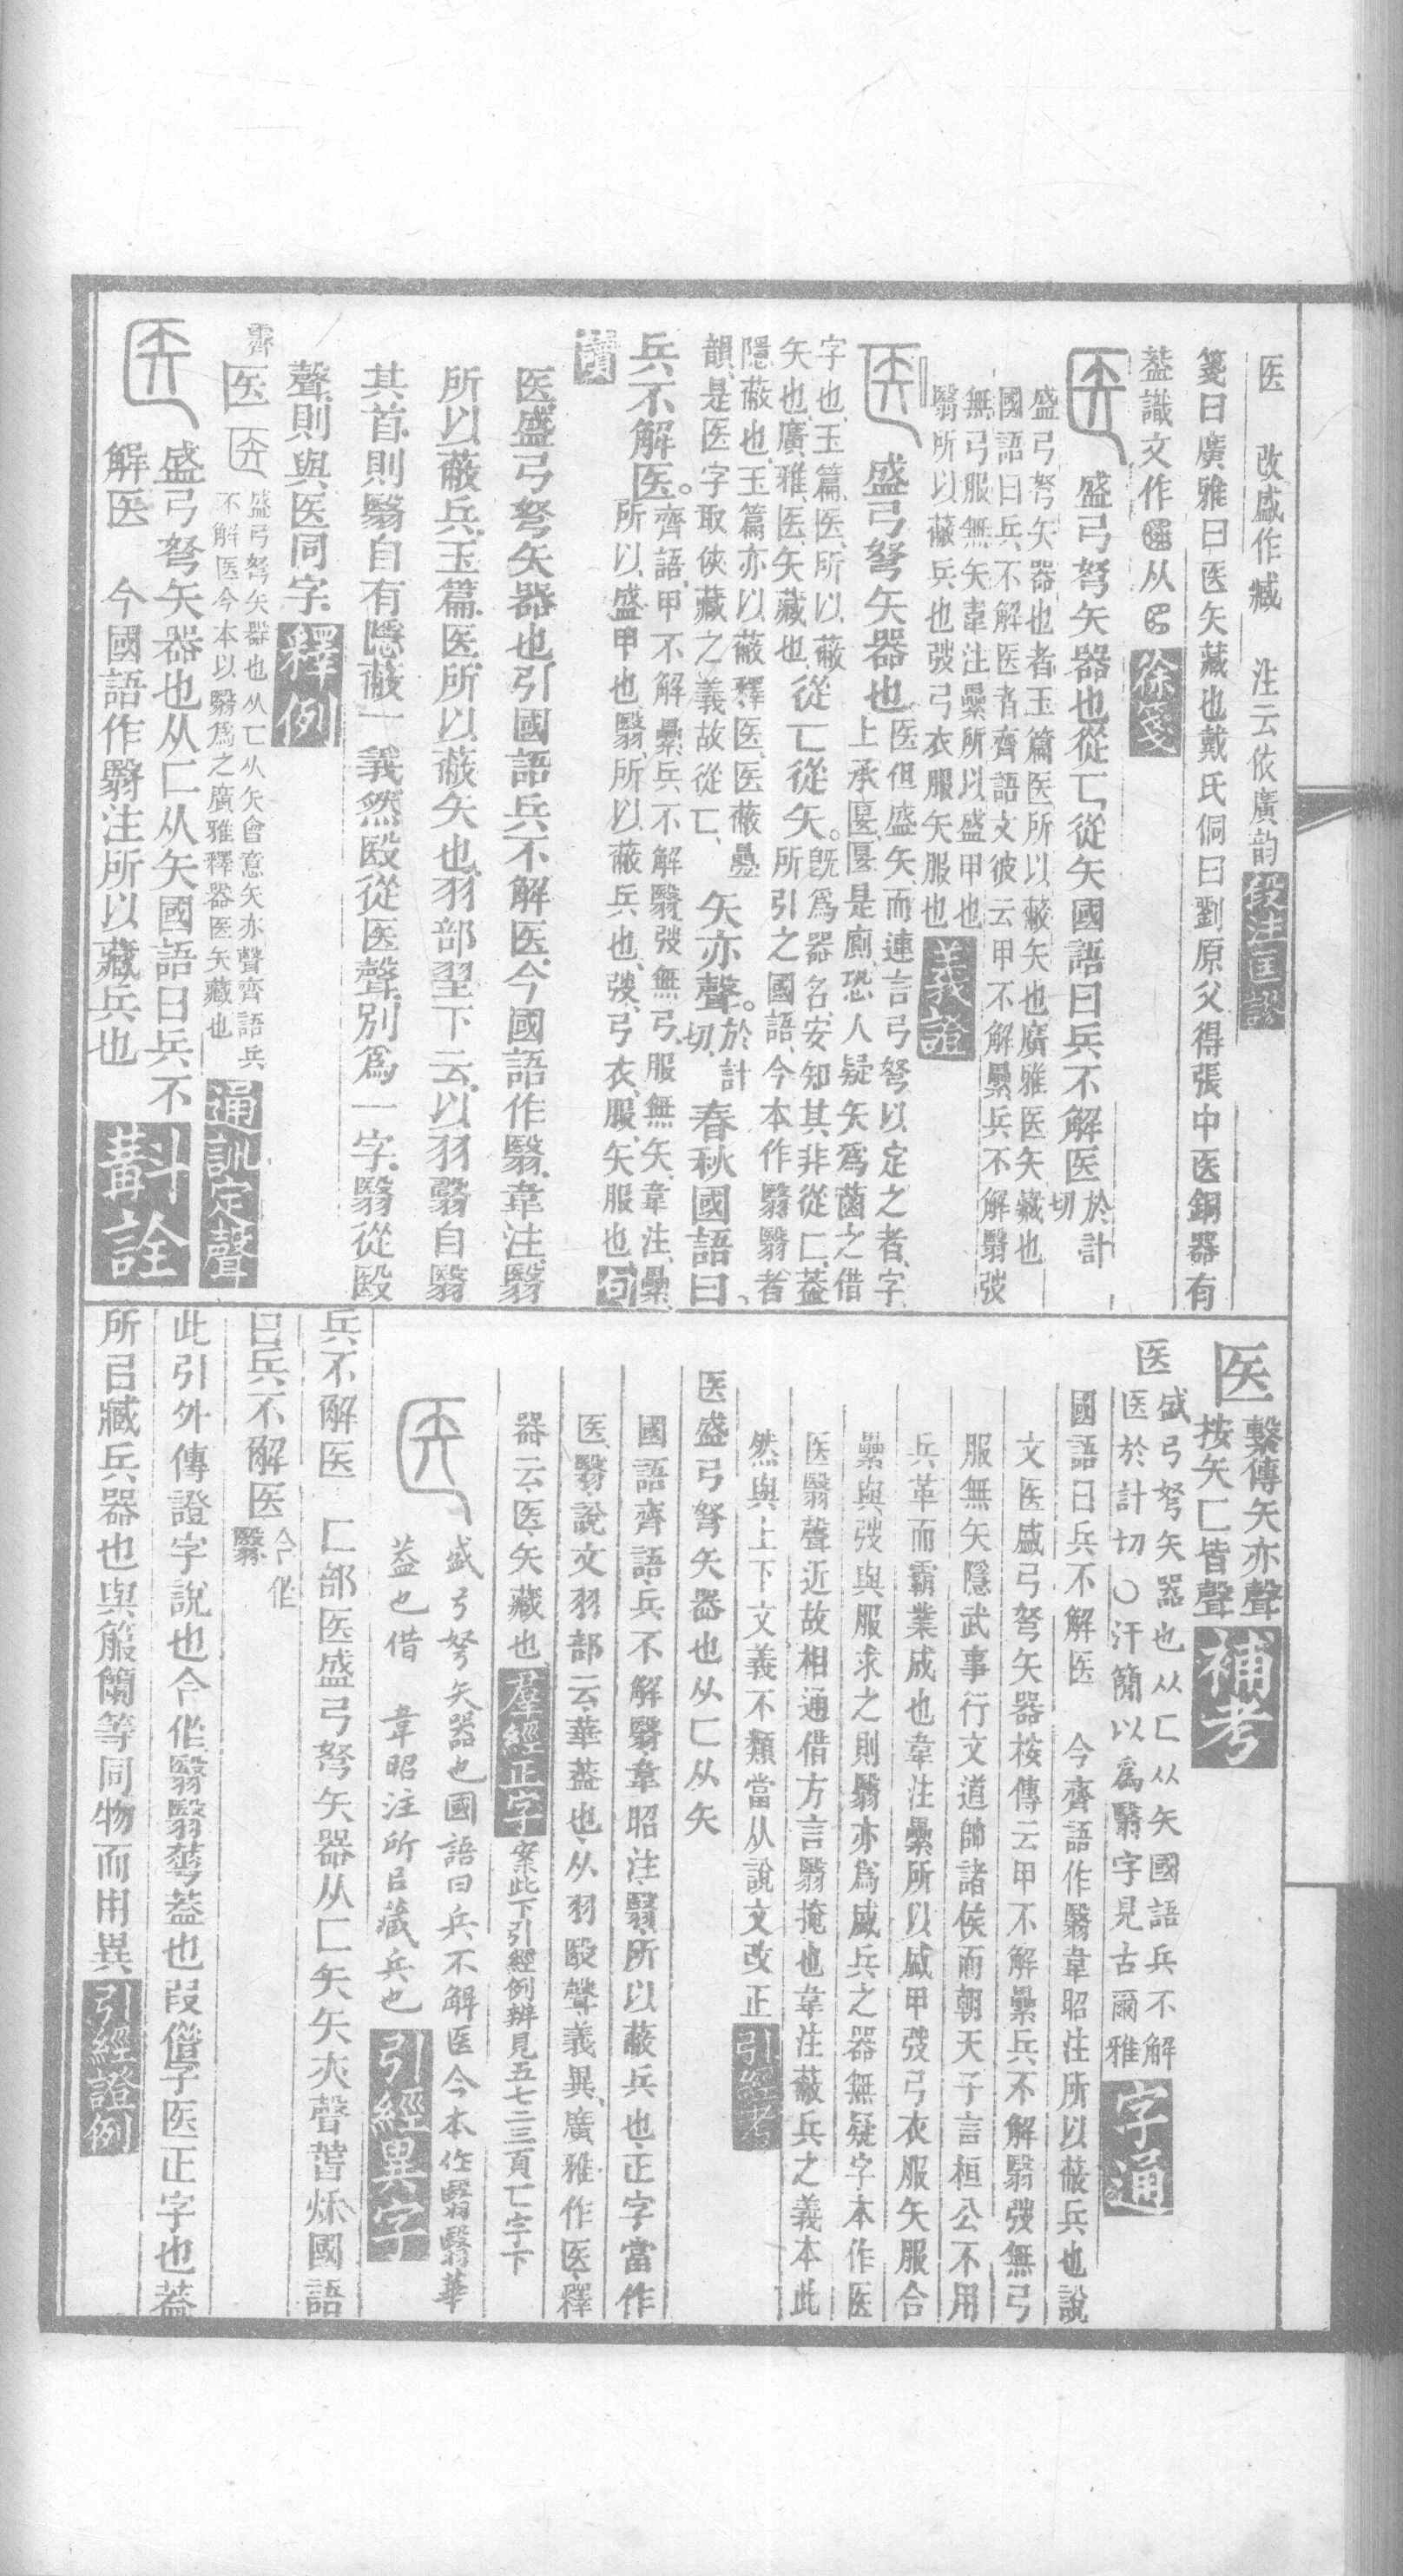 医　改盛作臧　注云依廣韵　段注匡謬
箋曰廣雅曰医矢藏也戴氏侗曰劉原父得張中医銅器有
蓋識文作　从　徐箋
盛弓弩矢器也從匸從矢國語曰兵不解医於計切
盛弓弩矢器也者玉篇医所以蔽矢也廣雅医矢藏也
國語曰兵不解医者齊語文彼云甲不解纍兵不解翳弢
無弓服無矢韋注纍所以盛甲也
翳所以蔽兵也弢弓衣服矢服也　義證
盛弓弩矢器也、医但盛矢、而連言弓弩以定之者、字
上承匽、匽是廁、恐人疑矢爲菡之借
字也、玉篇、医、所以蔽
矢也、廣雅、医、矢藏也、從匸從矢。既爲器名、安知其非從匚、蓋
所引之國語、今本作翳、翳者
隱蔽也、玉篇亦以蔽釋医、医蔽疊
韻、是医字取俠藏之義故從匸、
矢亦聲。於計切、春秋國語曰、
兵不解医。齊語、甲不解纍、兵不解翳、弢無弓、服無矢、韋注、纍、
所以盛甲也、翳、所以蔽兵也、弢、弓衣、服、矢服也　句
讀
医盛弓弩矢器也引國語兵不解医、今國語作翳、韋注、翳
所以蔽兵、玉篇、医所以蔽矢也、羽部翌下云、以羽翳自翳
其首、則翳自有隱蔽一義、然殹從医聲、別爲一字、翳從殹
聲、則與医同字、釋例
齊医　盛弓弩矢器也从匸从矢會意矢亦聲齊語兵
不解医今本以翳爲之廣雅釋器医矢藏也　通訓定聲
盛弓弩矢器也从匸从矢國語曰兵不
解医　今國語作翳注所以藏兵也　斠詮
医　繫傳矢亦聲
按矢匸皆聲　補考
医　盛弓弩矢器也从匸从矢國語兵不解
医於計切　○汗簡以爲翳字見古爾雅　字通
國語曰兵不解医　今齊語作翳韋昭注所以蔽兵也說
文医盛弓弩矢器桉傳云甲不解纍兵不解翳弢無弓
服無矢隱武事行文道帥諸侯而朝天子言桓公不用
兵革而霸業成也韋注纍所以盛甲弢弓衣服矢服合
纍與弢與服求之則翳亦爲盛兵之器無疑字本作医
医翳聲近故相通借方言翳掩也韋注蔽兵之義本此
然與上下文義不類當从說文改正　引經考
医盛弓弩矢器也从匸从矢
國語齊語、兵不解翳、韋昭注、翳、所以蔽兵也、正字當作
医、翳說文羽部云、華蓋也、从羽殹聲、義異、廣雅作医、釋
器云、医、矢藏也、羣經正字　案此下引經例辨見五七二三頁匸字下
盛弓弩矢器也國語曰兵不解医今本作翳翳華
蓋也借　韋昭注所㠯藏兵也　引經異字
兵不解医　匚部医盛弓弩矢器从匚矢矢亦聲萅秌國語
曰兵不解医　今作翳
此引外傳證字說也今作翳翳華蓋也叚借字医正字也葢
所㠯臧兵器也與箙籣等同物而用異　引經證例